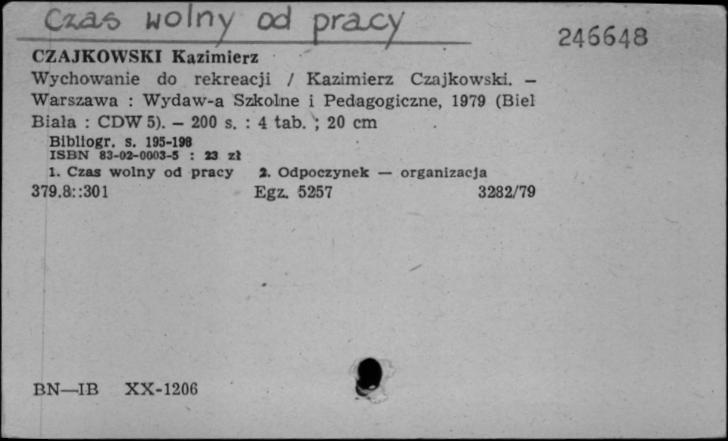 Czas wolny od pracy
246648
CZAJKOWSKI Kazimierz
Wychowanie do rekreacji / Kazimierz Czajkowski. —
Warszawa : Wydaw-a Szkolne i Pedagogiczne, 1979 (Biel
Biała : CDW 5). — 200 s. : 4 tab. ; 20 cm
Bibliogr. s. 195-198
ISBN 83-02-0003-5 : 23 zł
1. Czas wolny od pracy 2. Odpoczynek — organizacja
379.8::301 Egz. 5257 3282/79
BN—IB XX-1206